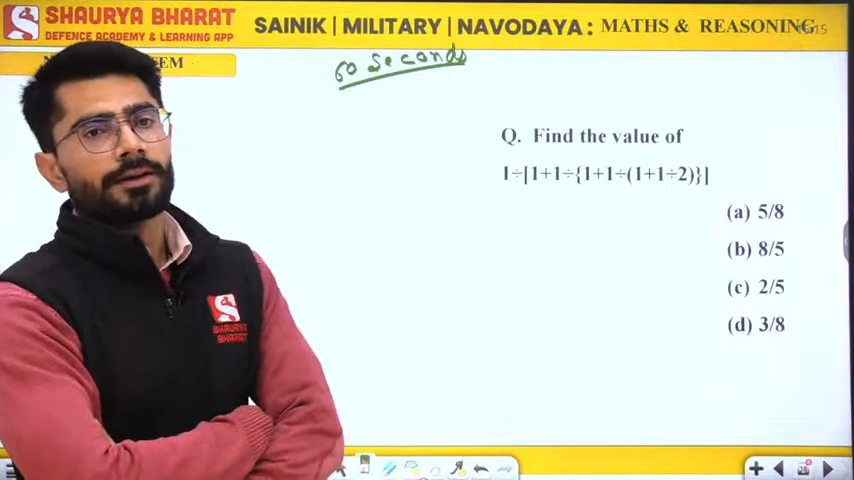 SHAURYA BHARAT
DEFENCE ACADEMY & LEARNING APP
SAINIK | MILITARY | NAVODAYA : MATHS & REASONING
EM
60 Seconds
Q. Find the value of
1÷[1+1÷{1+1÷(1+1÷2)}]
(a) 5/8
(b) 8/5
(c) 2/5
(d) 3/8
SHAURYA
BHARAT